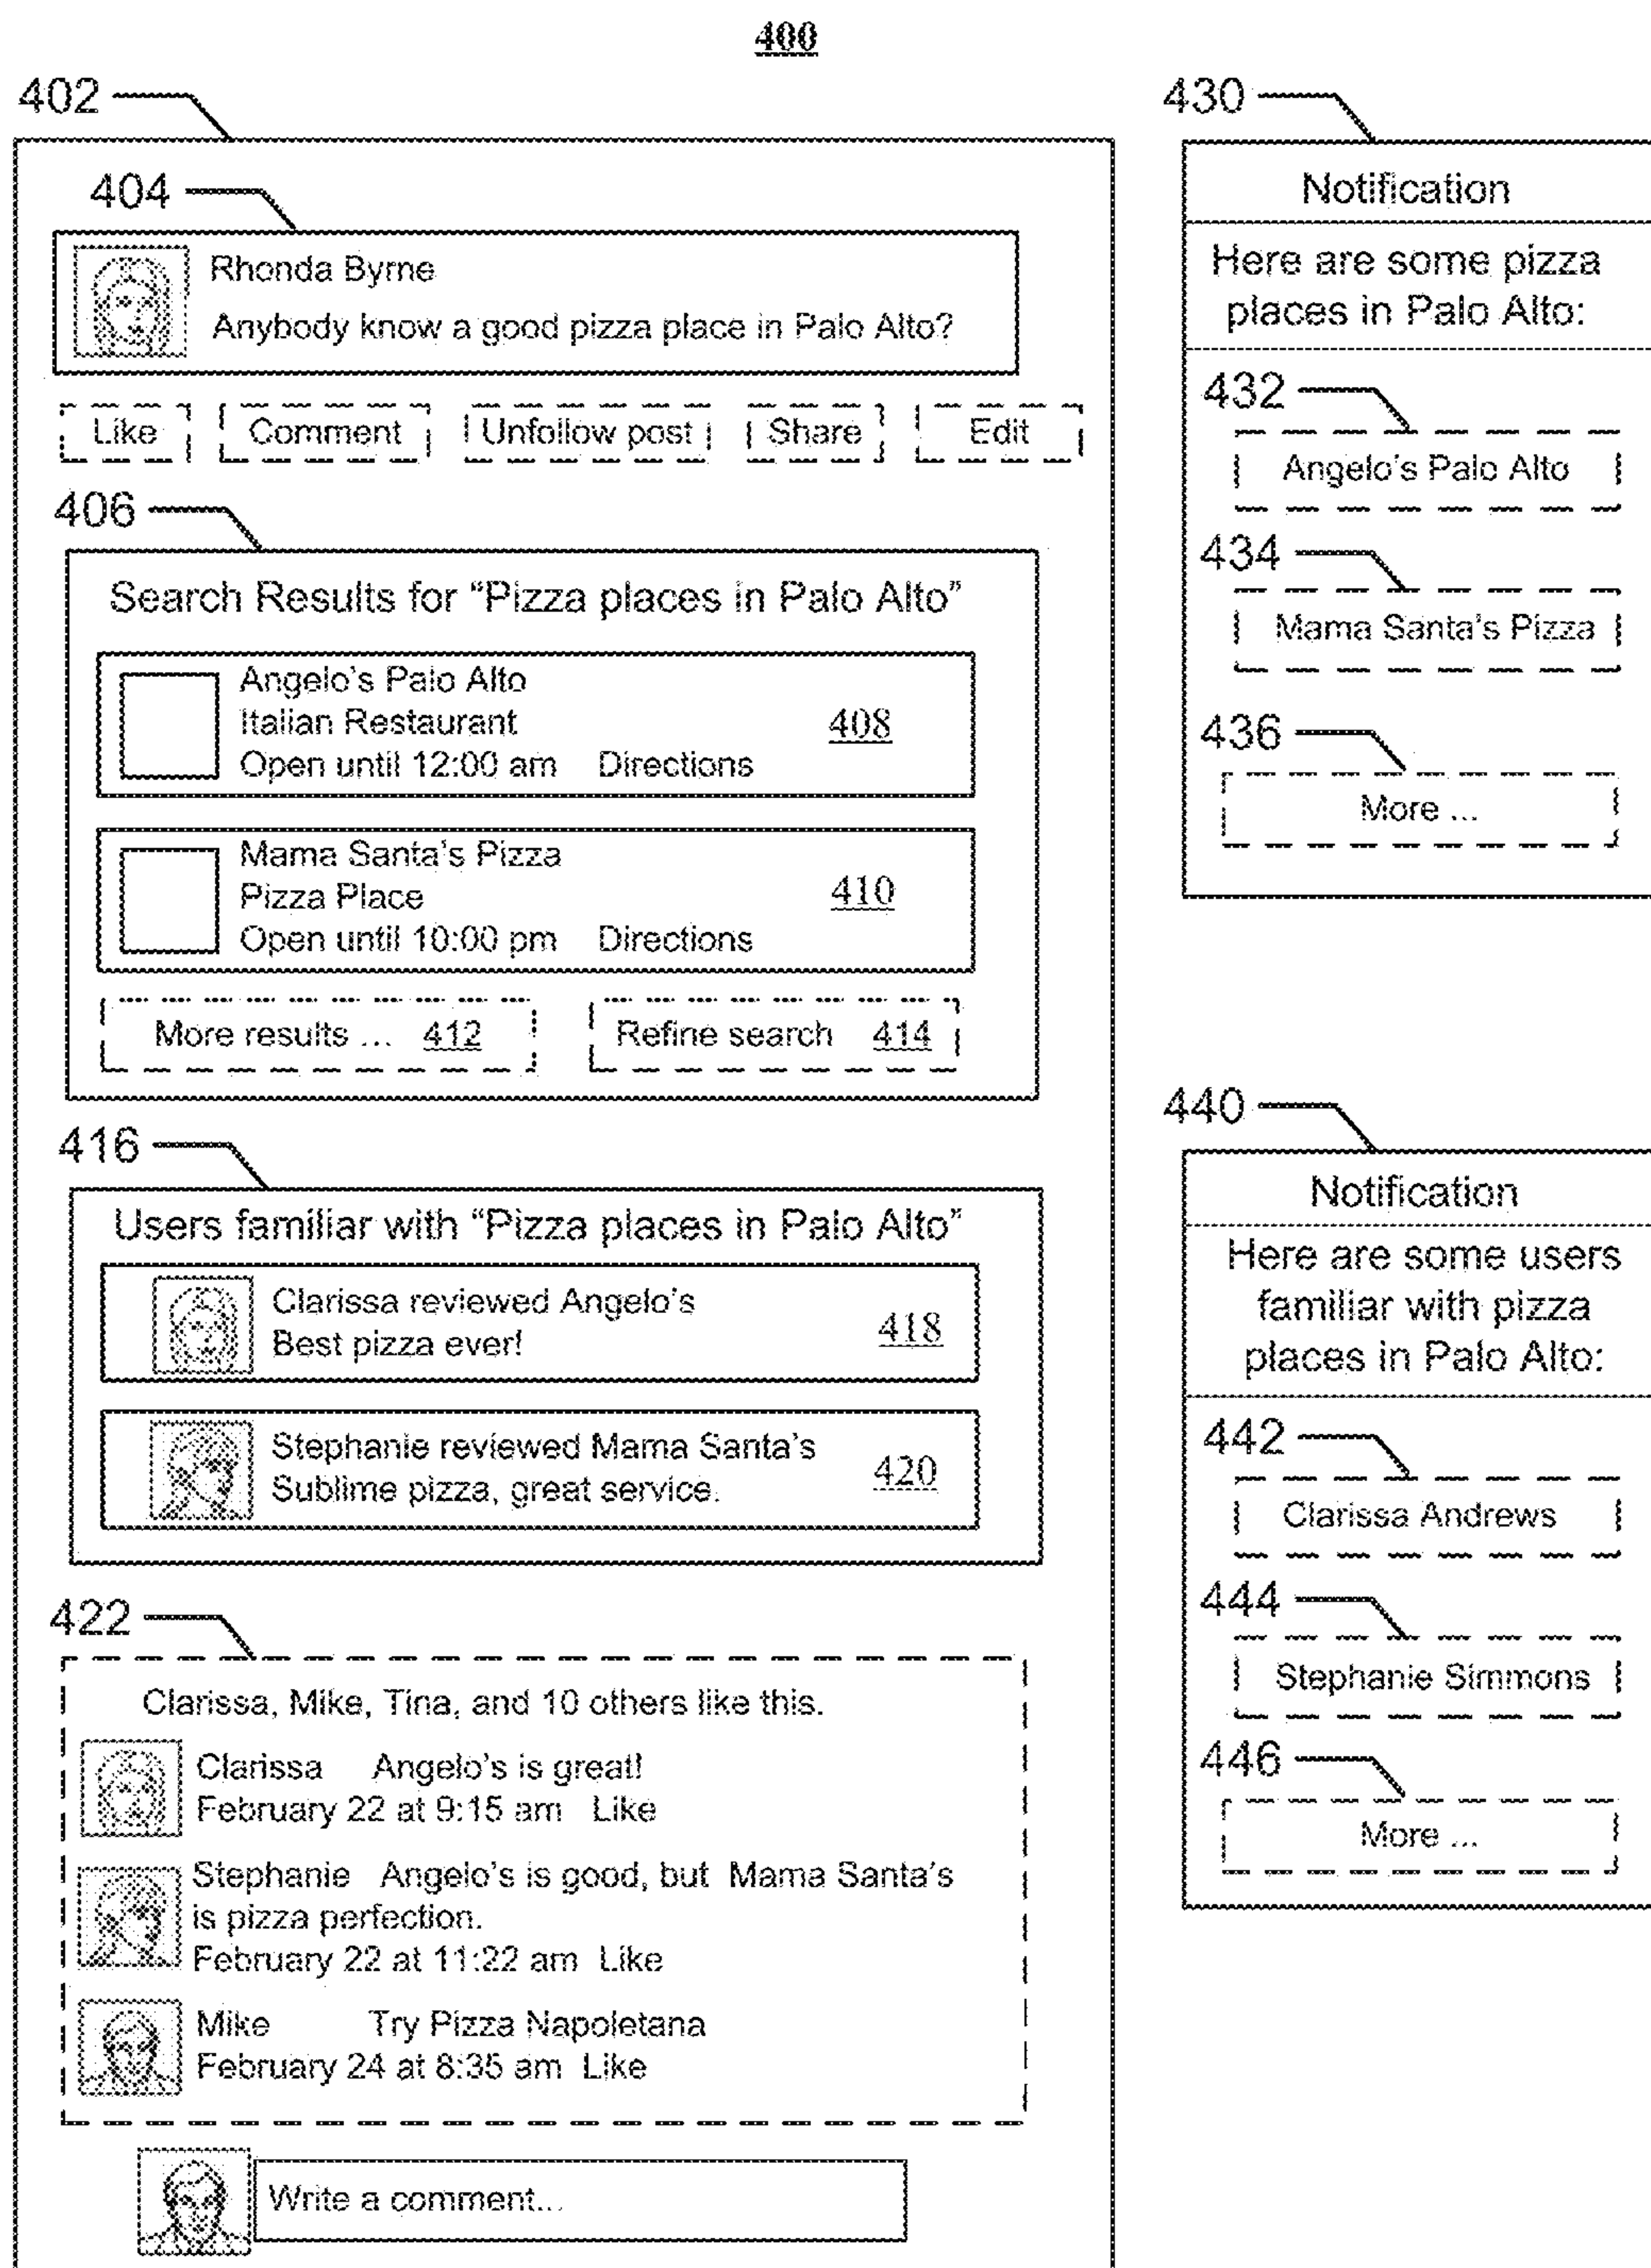 400
402
404
Rhonda Byrne
Anybody know a good pizza place in Palo Alto?
Like Comment Unfollow post Share Edit
406
Search Results for “Pizza places in Palo Alto”
Angelo's Palo Alto
Italian Restaurant 408
Open until 12:00 am Directions
Mama Santa's Pizza
Pizza Place 410
Open until 10:00 pm Directions
More results ... 412 Refine search 414
416
Users familiar with “Pizza places in Palo Alto”
Clarissa reviewed Angelo's
Best pizza ever! 418
Stephanie reviewed Mama Santa's
Sublime pizza, great service. 420
422
Clarissa, Mike, Tina, and 10 others like this.
Clarissa Angelo's is great!
February 22 at 9:15 am Like
Stephanie Angelo's is good, but Mama Santa's
is pizza perfection.
February 22 at 11:22 am Like
Mike Try Pizza Napoletana
February 24 at 8:35 am Like
Write a comment...
430
Notification
Here are some pizza
places in Palo Alto:
432
Angelo's Palo Alto
434
Mama Santa's Pizza
436
More ...
440
Notification
Here are some users
familiar with pizza
places in Palo Alto:
442
Clarissa Andrews
444
Stephanie Simmons
446
More ...